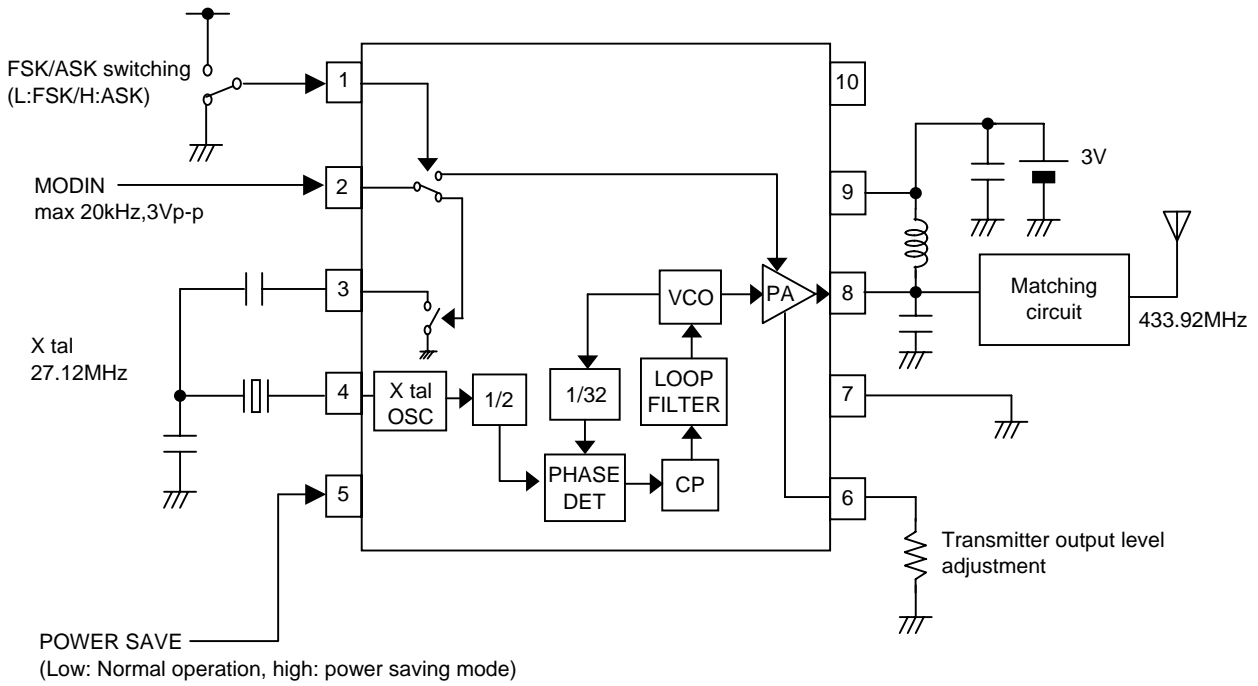 FSK/ASK switching
(L:FSK/H:ASK)
1
10
MODIN
max 20kHz,3Vp-p
2
9
3V
3
VCO
PA
8
Matching
circuit
433.92MHz
X tal
27.12MHz
4
X tal
OSC
1/2
1/32
LOOP
FILTER
7
5
PHASE
DET
CP
6
Transmitter output level
adjustment
POWER SAVE
(Low: Normal operation, high: power saving mode)